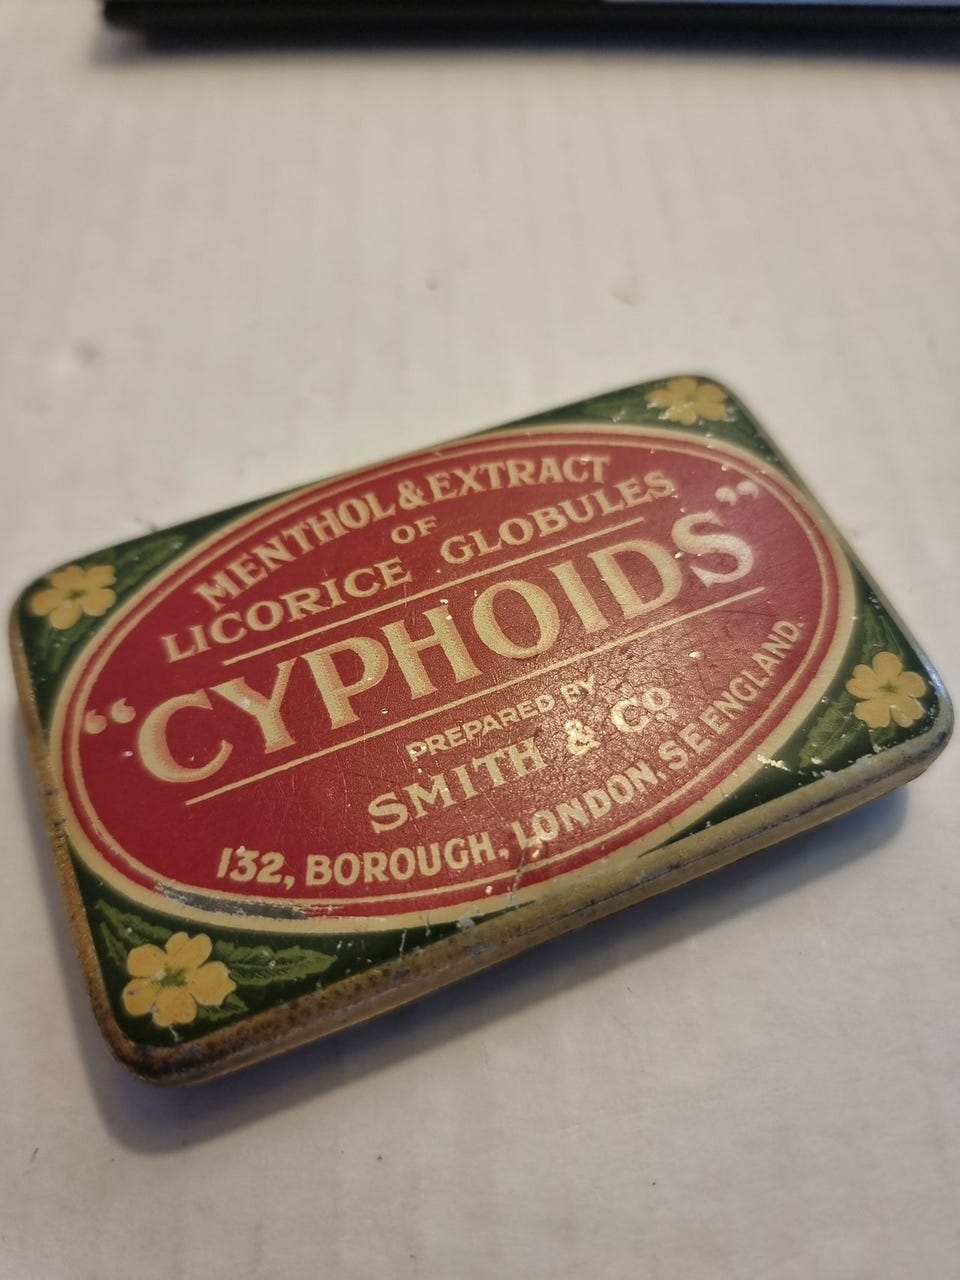 MENTHOL & EXTRACT
OF
LICORICE GLOBULES
“CYPHOIDS”
PREPARED BY
SMITH & Co
132, BOROUGH, LONDON, S E ENGLAND.